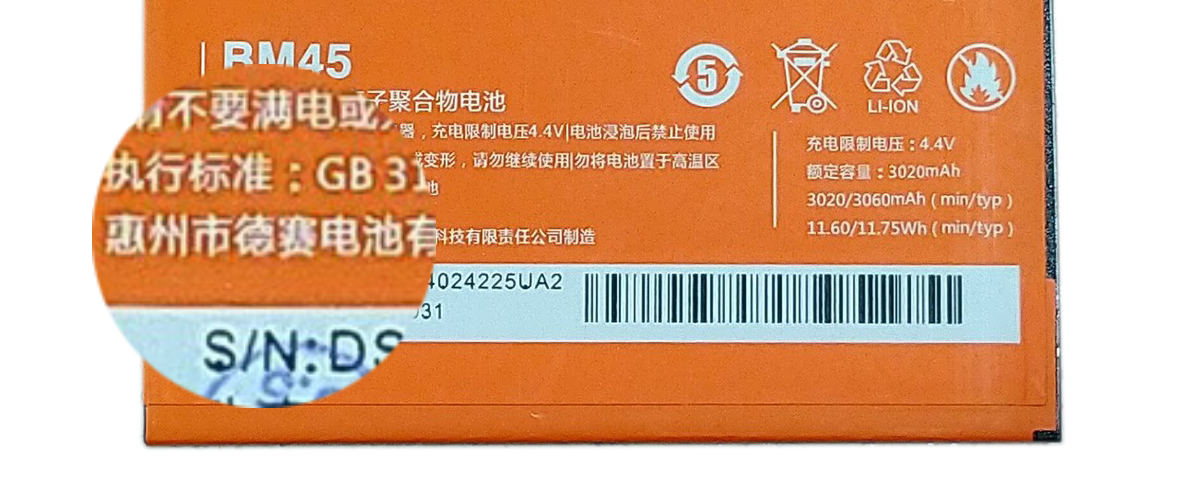 BM45
子聚合物电池
器，充电限制电压4.4V|电池浸泡后禁止使用
或变形，请勿继续使用|勿将电池置于高温区
池
科技有限责任公司制造
不要满电或
执行标准：GB 31
惠州市德赛电池有
S/N:DS
4024225UA2
31
5
LI-ION
充电限制电压：4.4V
额定容量：3020mAh
3020/3060mAh（min/typ）
11.60/11.75Wh（min/typ）